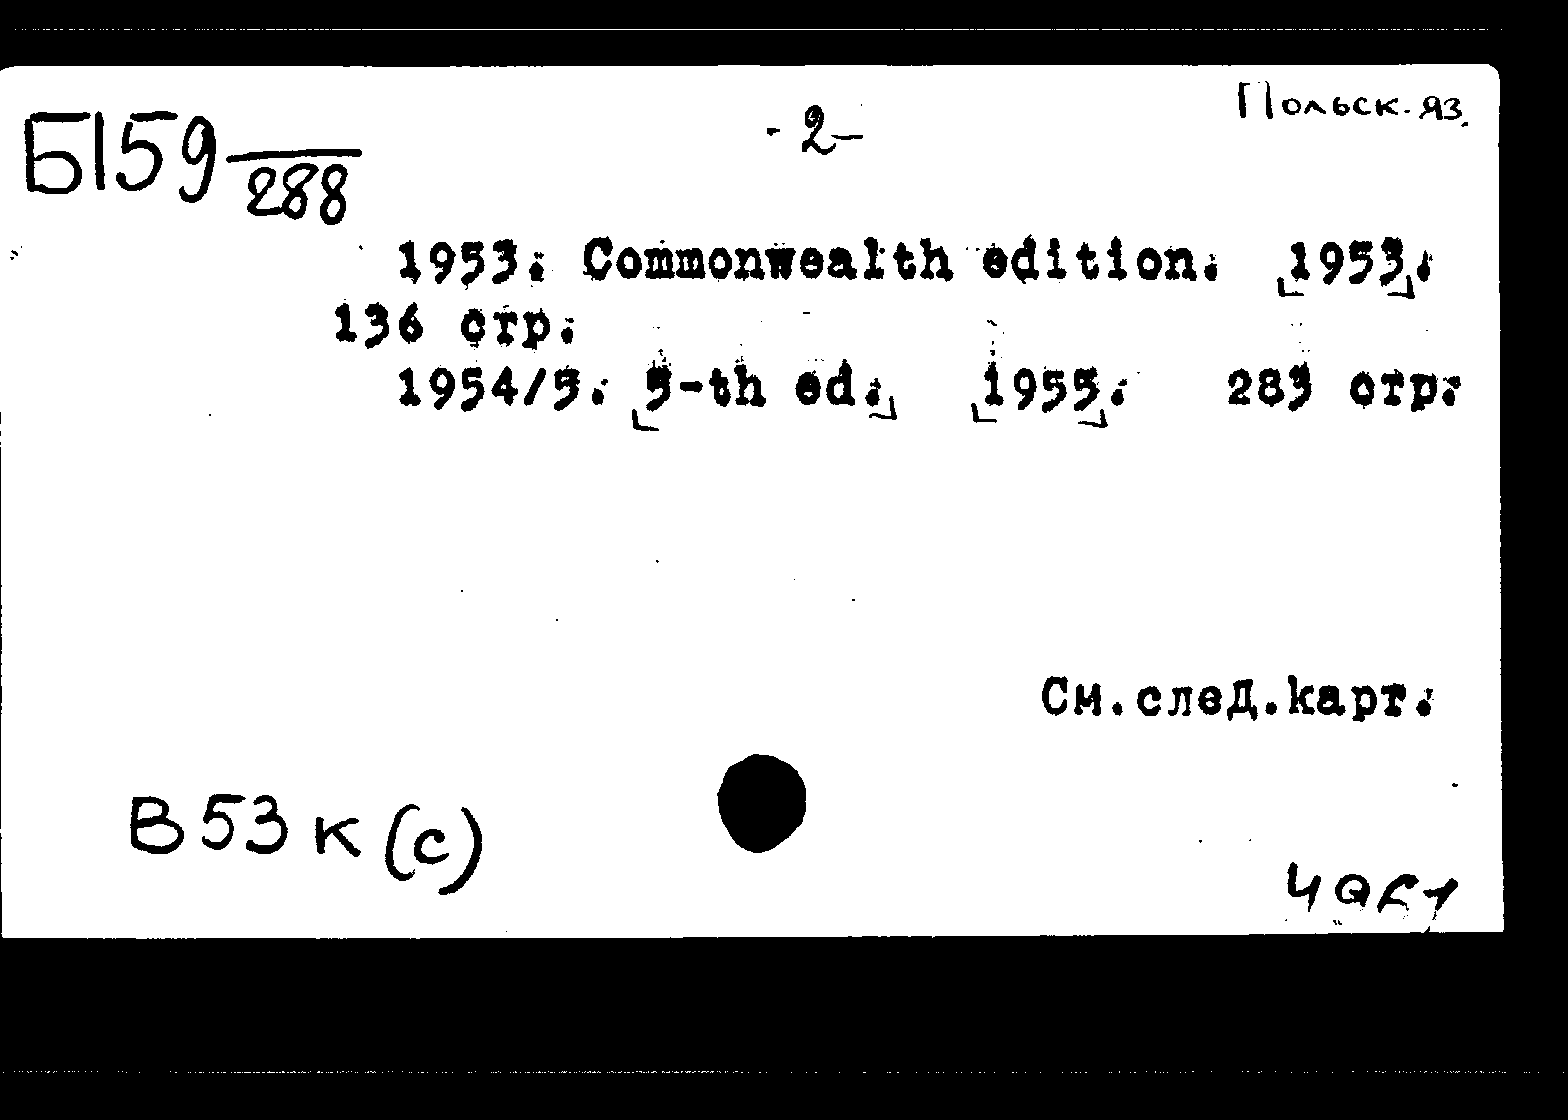 Польск. яз.
Б159/288
- 2 -
1953. Commonwealth edition. [1953].
136 стр.
1954/5. [5-th ed.] [1955]. 283 стр.
См.след.карт.
В53к(с)